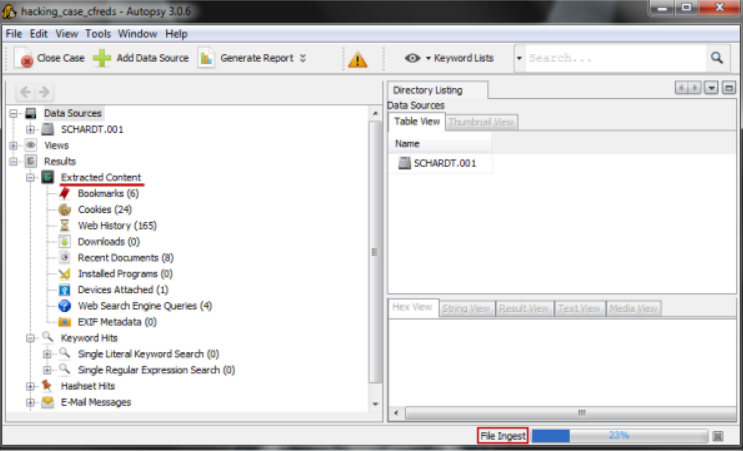 hacking_case_cfreds - Autopsy 3.0.6
File Edit View Tools Window Help
Close Case Add Data Source Generate Report Keyword Lists Search...
Directory Listing
Data Sources
Table View Thumbnail View
Name
SCHARDT.001
Data Sources
SCHARDT.001
Views
Results
Extracted Content
Bookmarks (6)
Cookies (24)
Web History (165)
Downloads (0)
Recent Documents (8)
Installed Programs (0)
Devices Attached (1)
Web Search Engine Queries (4)
EXIF Metadata (0)
Keyword Hits
Single Literal Keyword Search (0)
Single Regular Expression Search (0)
Hashset Hits
E-Mail Messages
Hex View String View Result View Text View Media View
File Ingest 23%